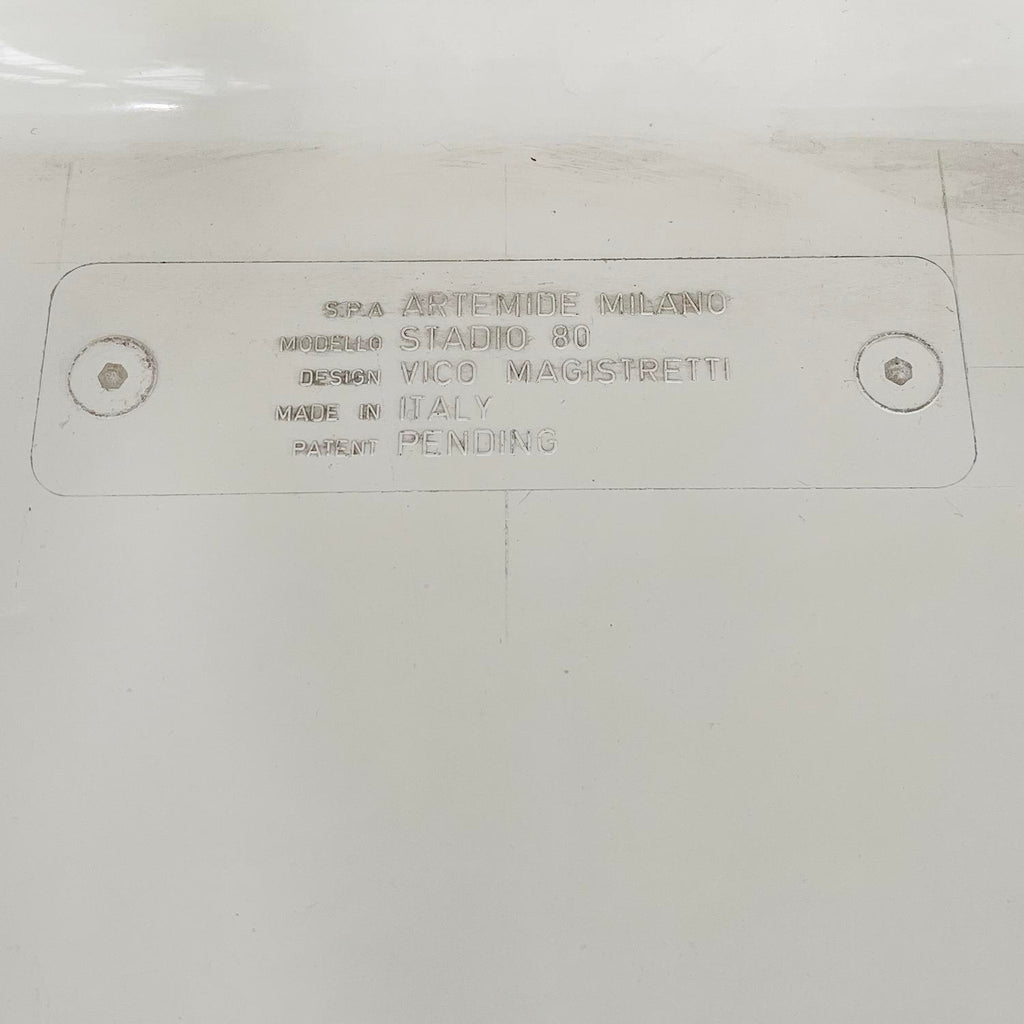 S.P.A ARTEMIDE MILANO
MODELLO STADIO 80
DESIGN VICO MAGISTRETTI
MADE IN ITALY
PATENT PENDING